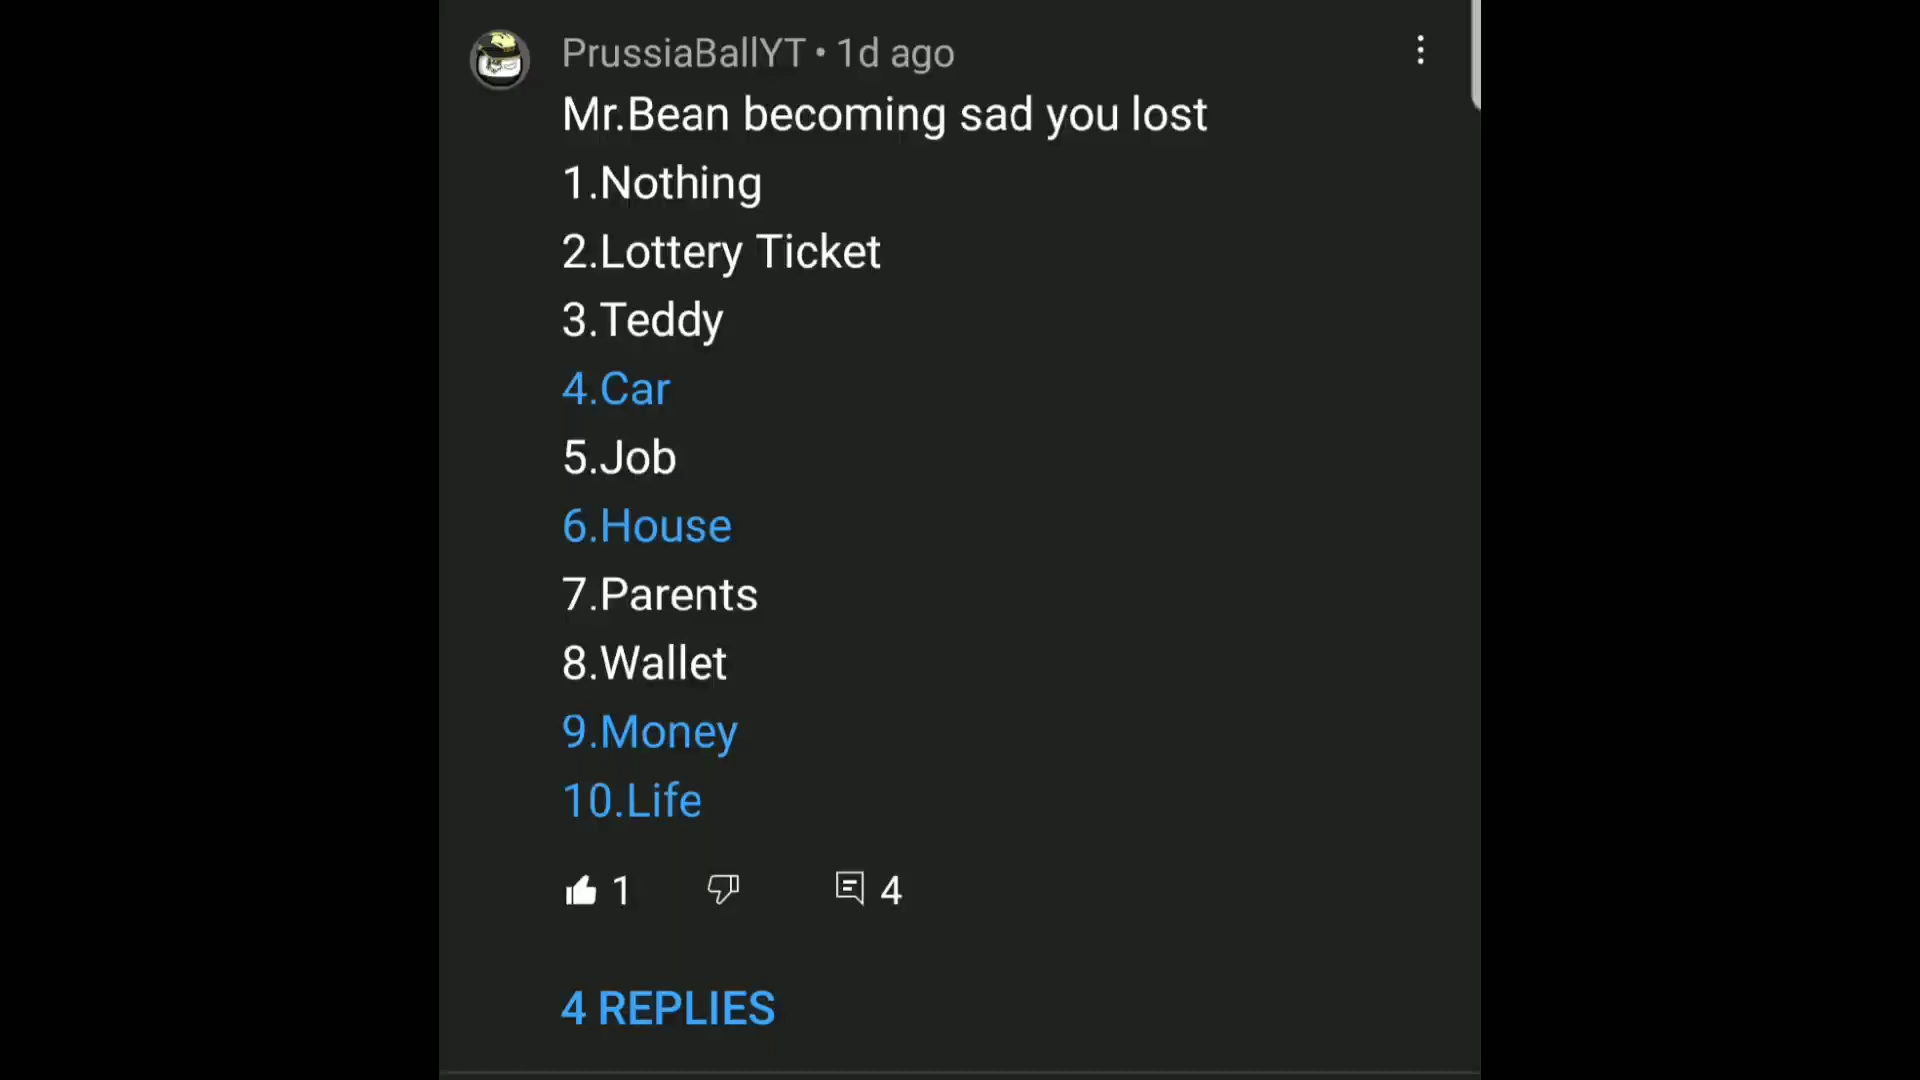 PrussiaBallYT • 1d ago
Mr.Bean becoming sad you lost
1.Nothing
2.Lottery Ticket
3.Teddy
4.Car
5.Job
6.House
7.Parents
8.Wallet
9.Money
10.Life
1 4
4 REPLIES